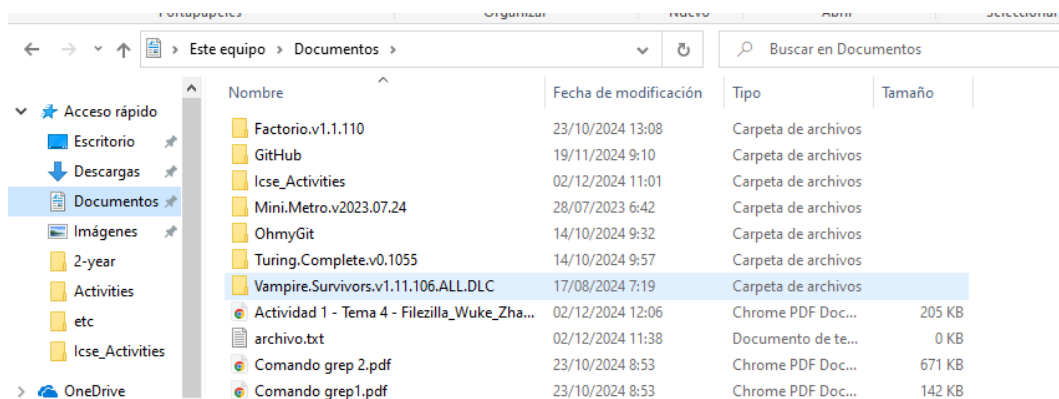 Portapapeles Organizar Nuevo Abrir Seleccionar
Este equipo > Documentos >
Buscar en Documentos
Acceso rápido
Escritorio
Descargas
Documentos
Imágenes
2-year
Activities
etc
Icse_Activities
OneDrive
Nombre Fecha de modificación Tipo Tamaño
Factorio.v1.1.110 23/10/2024 13:08 Carpeta de archivos
GitHub 19/11/2024 9:10 Carpeta de archivos
Icse_Activities 02/12/2024 11:01 Carpeta de archivos
Mini.Metro.v2023.07.24 28/07/2023 6:42 Carpeta de archivos
OhmyGit 14/10/2024 9:32 Carpeta de archivos
Turing.Complete.v0.1055 14/10/2024 9:57 Carpeta de archivos
Vampire.Survivors.v1.11.106.ALL.DLC 17/08/2024 7:19 Carpeta de archivos
Actividad 1 - Tema 4 - Filezilla_Wuke_Zha... 02/12/2024 12:06 Chrome PDF Doc... 205 KB
archivo.txt 02/12/2024 11:38 Documento de te... 0 KB
Comando grep 2.pdf 23/10/2024 8:53 Chrome PDF Doc... 671 KB
Comando grep1.pdf 23/10/2024 8:53 Chrome PDF Doc... 142 KB